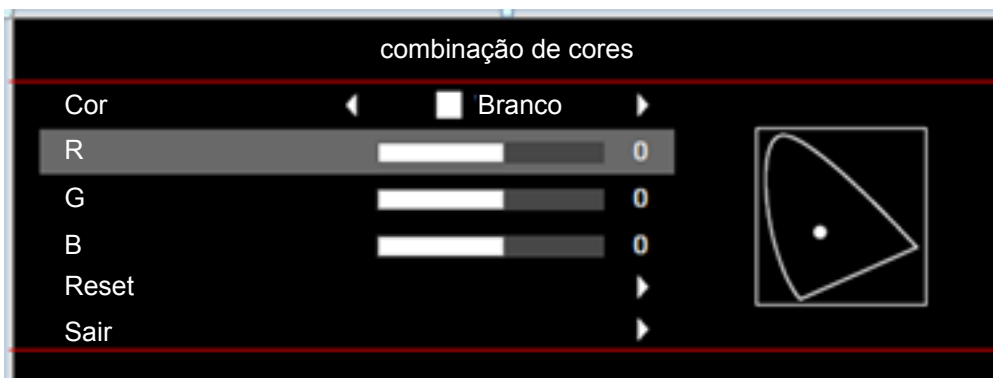 combinação de cores
Cor Branco
R 0
G 0
B 0
Reset
Sair